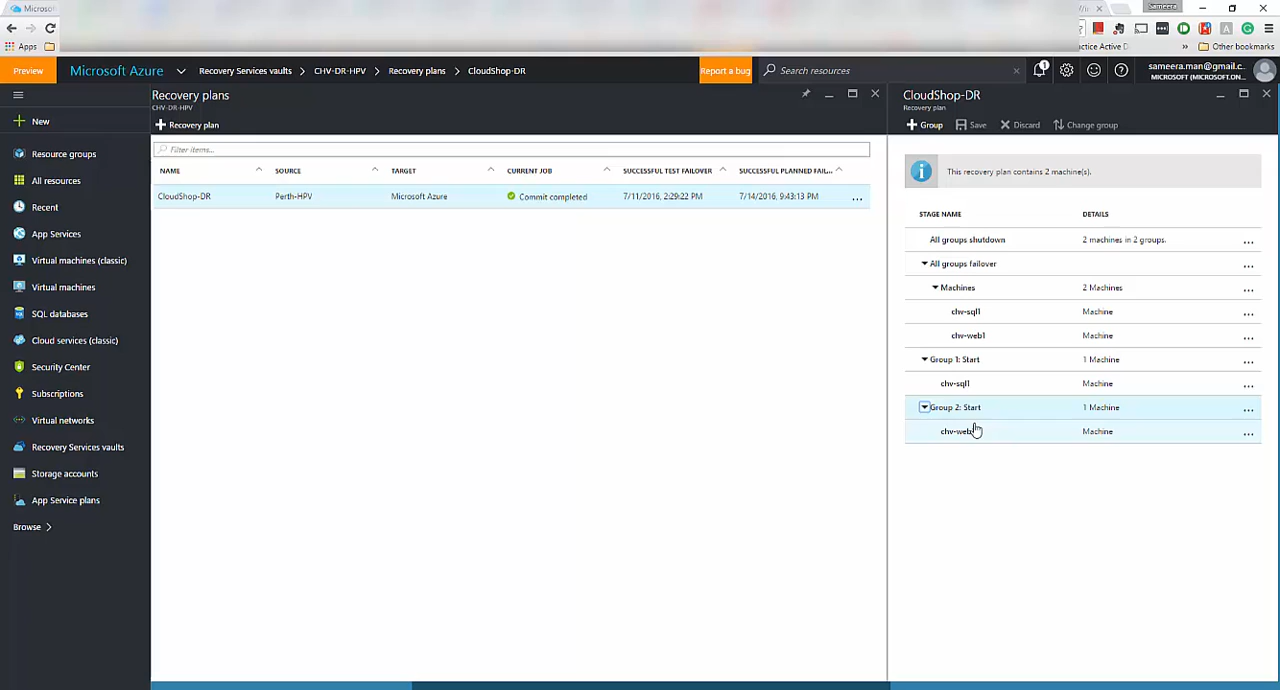 Microsof
Sameera
Apps
ctice Active D
»
Other bookmarks
Preview
Microsoft Azure
Recovery Services vaults > CHV-DR-HPV > Recovery plans > CloudShop-DR
Report a bug
Search resources
1
sameera.man@gmail.c...
MICROSOFT (MICROSOFT.ON...
New
Resource groups
All resources
Recent
App Services
Virtual machines (classic)
Virtual machines
SQL databases
Cloud services (classic)
Security Center
Subscriptions
Virtual networks
Recovery Services vaults
Storage accounts
App Service plans
Browse >
Recovery plans
CHV-DR-HPV
+ Recovery plan
Filter items...
NAME SOURCE TARGET CURRENT JOB SUCCESSFUL TEST FAILOVER SUCCESSFUL PLANNED FAIL...
CloudShop-DR Perth-HPV Microsoft Azure Commit completed 7/11/2016, 2:29:22 PM 7/14/2016, 9:43:13 PM ...
CloudShop-DR
Recovery plan
+ Group Save Discard Change group
This recovery plan contains 2 machine(s).
STAGE NAME DETAILS
All groups shutdown 2 machines in 2 groups. ...
All groups failover ...
Machines 2 Machines ...
chv-sql1 Machine ...
chv-web1 Machine ...
Group 1: Start 1 Machine ...
chv-sql1 Machine ...
Group 2: Start 1 Machine ...
chv-web Machine ...